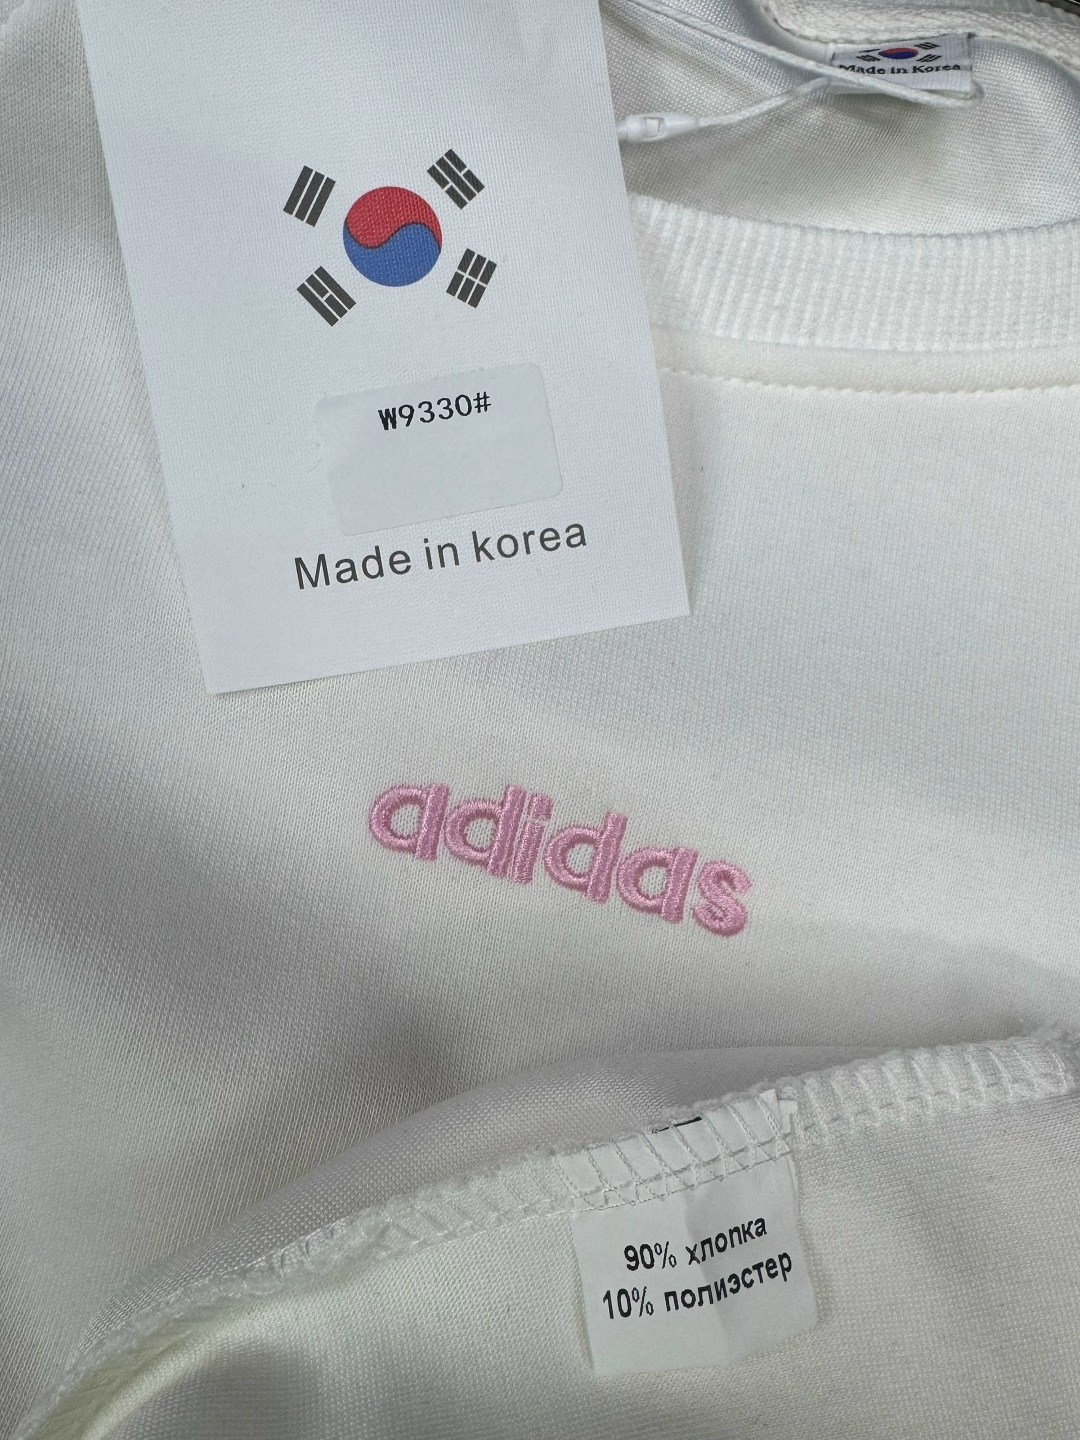 Made in Korea
W9330#
Made in korea
adidas
90% хлопка
10% полиэстер